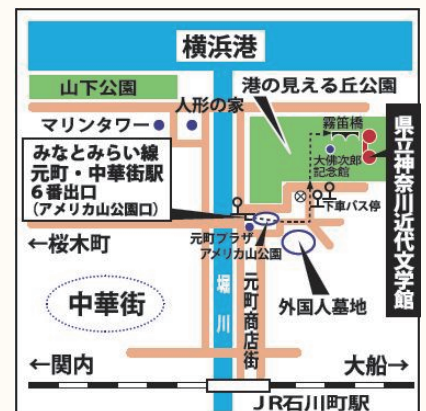 横浜港
山下公園
港の見える丘公園
人形の家
マリンタワー
霧笛橋
大佛次郎
記念館
県立神奈川近代文学館
みなとみらい線
元町・中華街駅
6番出口
（アメリカ山公園口）
下車バス停
元町プラザ
アメリカ山公園
←桜木町
中華街
堀川
元町商店街
外国人墓地
←関内
大船→
JR石川町駅